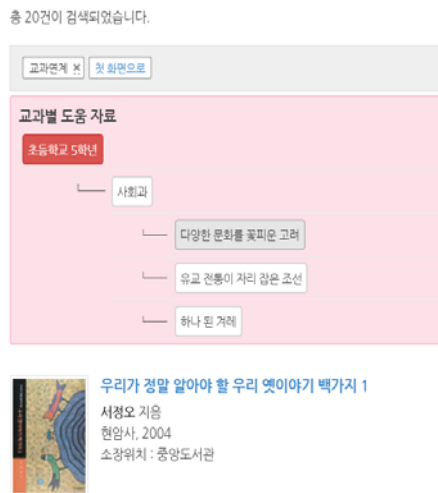 총 20건이 검색되었습니다.
교과연계 ×
첫 화면으로
교과별 도움 자료
초등학교 5학년
사회과
다양한 문화를 꽃피운 고려
유교 전통이 자리 잡은 조선
하나 된 겨레
우리가 정말 알아야 할 우리 옛이야기 백가지 1
서정오 지음
현암사, 2004
소장위치 : 중앙도서관